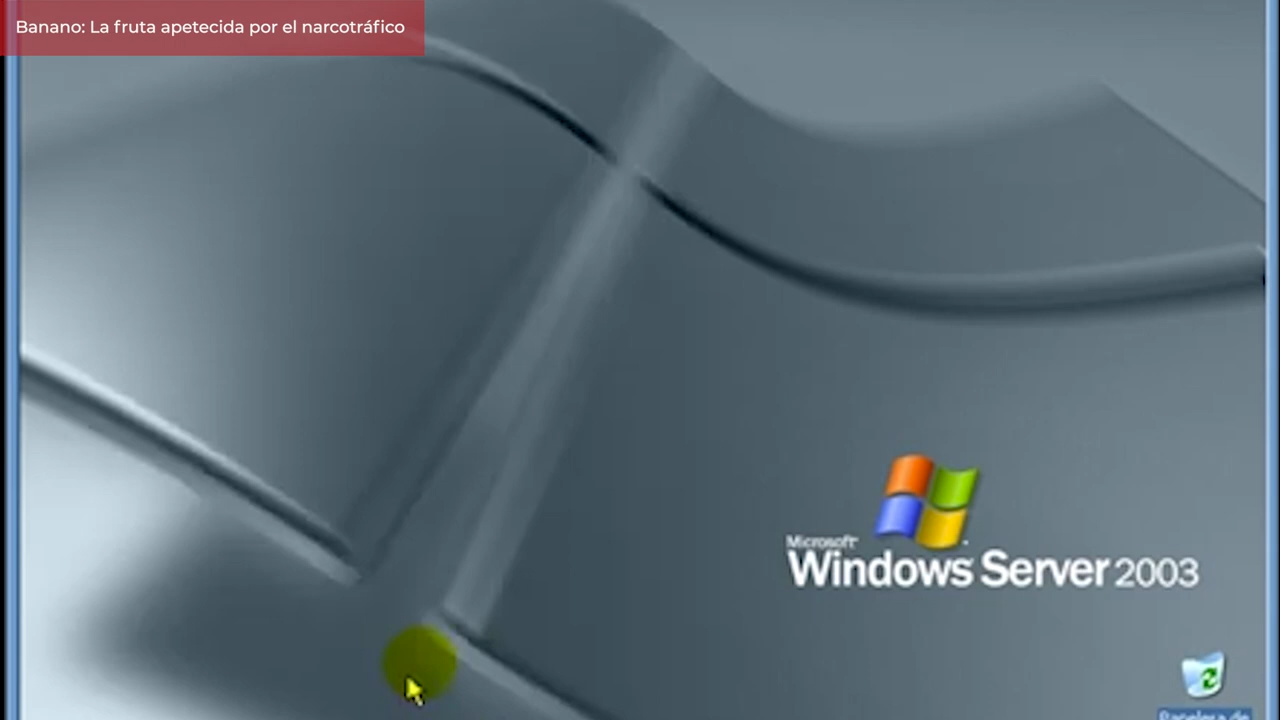 Banano: La fruta apetecida por el narcotráfico
Microsoft
Windows Server 2003